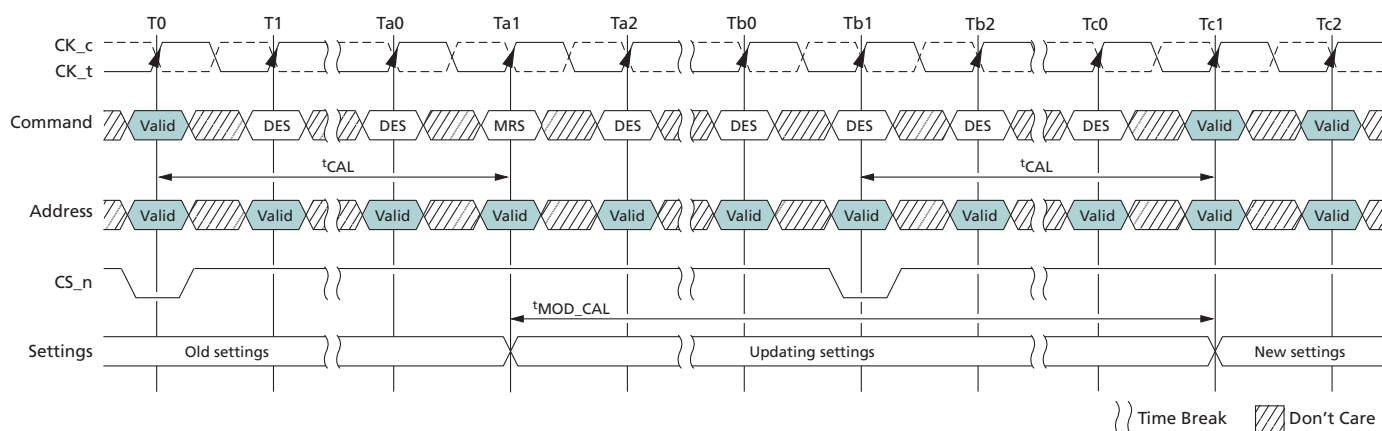 T0 T1 Ta0 Ta1 Ta2 Tb0 Tb1 Tb2 Tc0 Tc1 Tc2
CK_c
CK_t
Command Valid DES DES MRS DES DES DES DES DES Valid Valid
tCAL tCAL
Address Valid Valid Valid Valid Valid Valid Valid Valid Valid Valid Valid
CS_n
tMOD_CAL
Settings Old settings Updating settings New settings
Time Break Don't Care